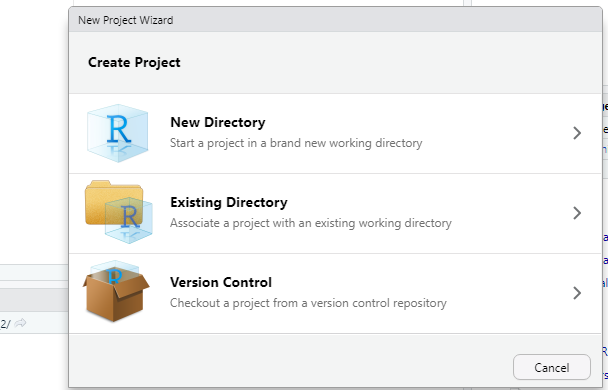 New Project Wizard
Create Project
R
New Directory
Start a project in a brand new working directory
R
Existing Directory
Associate a project with an existing working directory
R
Version Control
Checkout a project from a version control repository
2/
Cancel